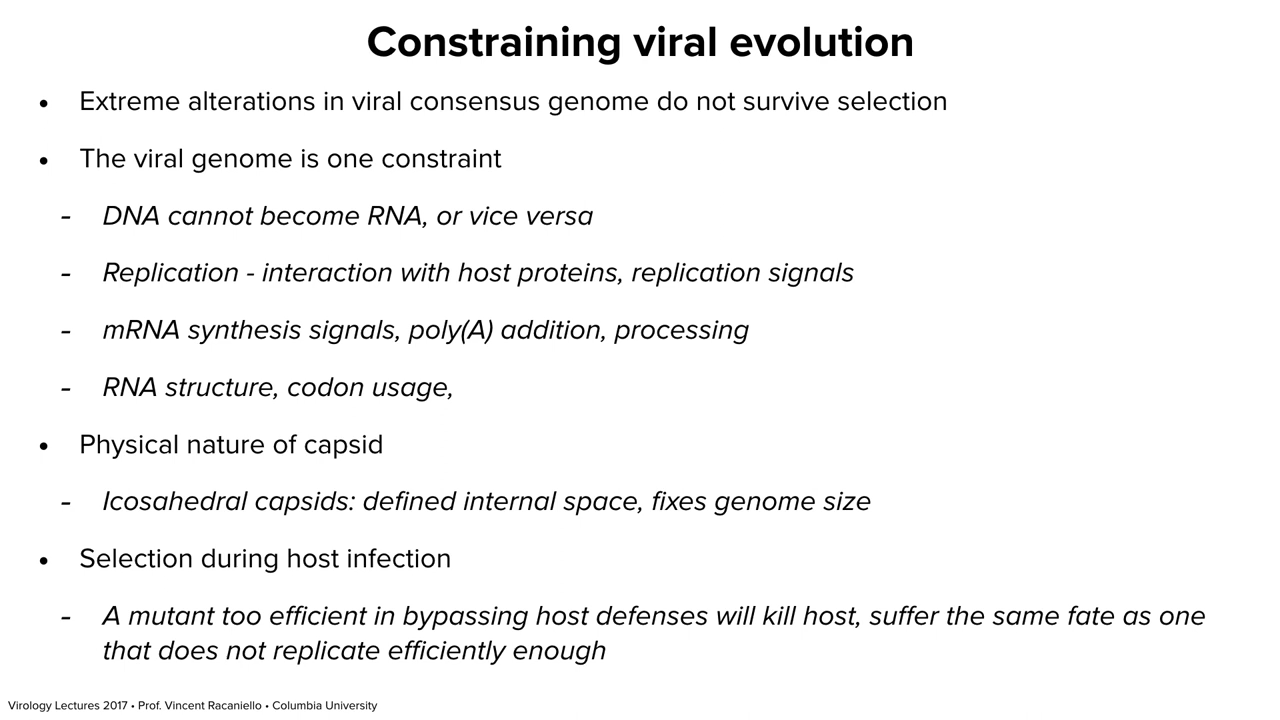 Constraining viral evolution
• Extreme alterations in viral consensus genome do not survive selection
• The viral genome is one constraint
- DNA cannot become RNA, or vice versa
- Replication - interaction with host proteins, replication signals
- mRNA synthesis signals, poly(A) addition, processing
- RNA structure, codon usage,
• Physical nature of capsid
- Icosahedral capsids: defined internal space, fixes genome size
• Selection during host infection
- A mutant too efficient in bypassing host defenses will kill host, suffer the same fate as one
that does not replicate efficiently enough
Virology Lectures 2017 • Prof. Vincent Racaniello • Columbia University